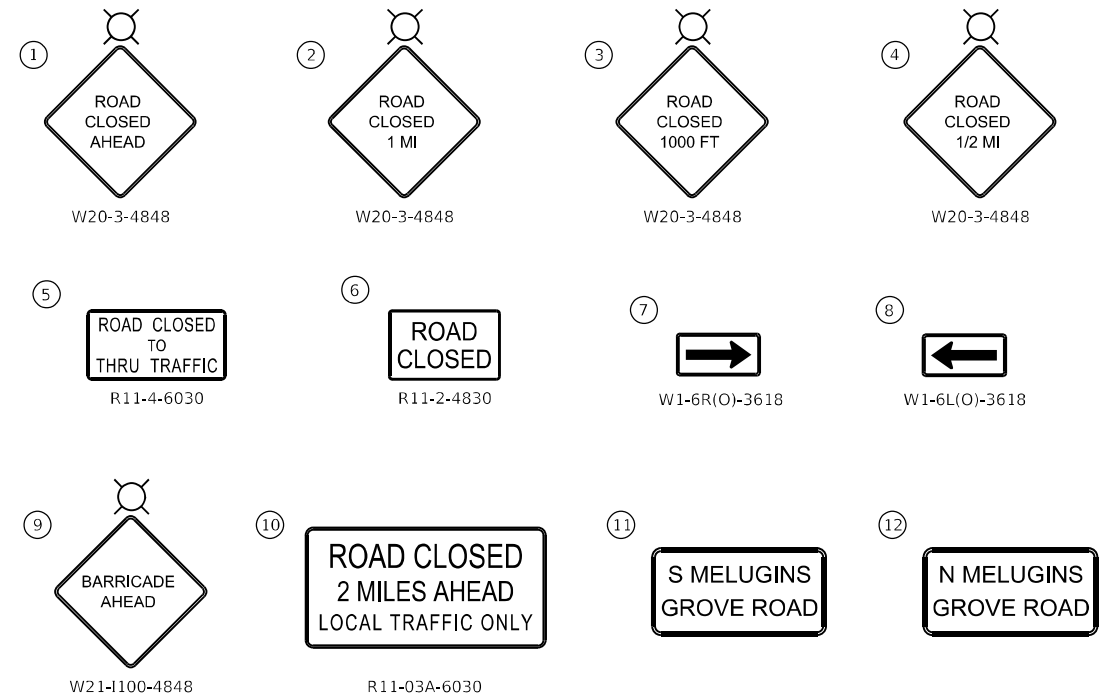 1
ROAD
CLOSED
AHEAD
W20-3-4848
2
ROAD
CLOSED
1 MI
W20-3-4848
3
ROAD
CLOSED
1000 FT
W20-3-4848
4
ROAD
CLOSED
1/2 MI
W20-3-4848
5
ROAD CLOSED
TO
THRU TRAFFIC
R11-4-6030
6
ROAD
CLOSED
R11-2-4830
7
W1-6R(O)-3618
8
W1-6L(O)-3618
9
BARRICADE
AHEAD
W21-I100-4848
10
ROAD CLOSED
2 MILES AHEAD
LOCAL TRAFFIC ONLY
R11-03A-6030
11
S MELUGINS
GROVE ROAD
12
N MELUGINS
GROVE ROAD